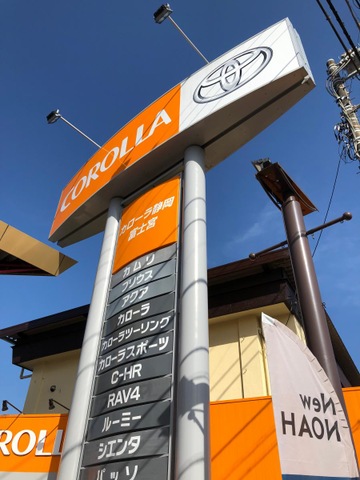 COROLLA
カローラ静岡
富士宮
カムリ
プリウス
アクア
カローラ
カローラツーリング
カローラスポーツ
C-HR
RAV4
ルーミー
シエンタ
パッソ
COROLLA
New
NOAH